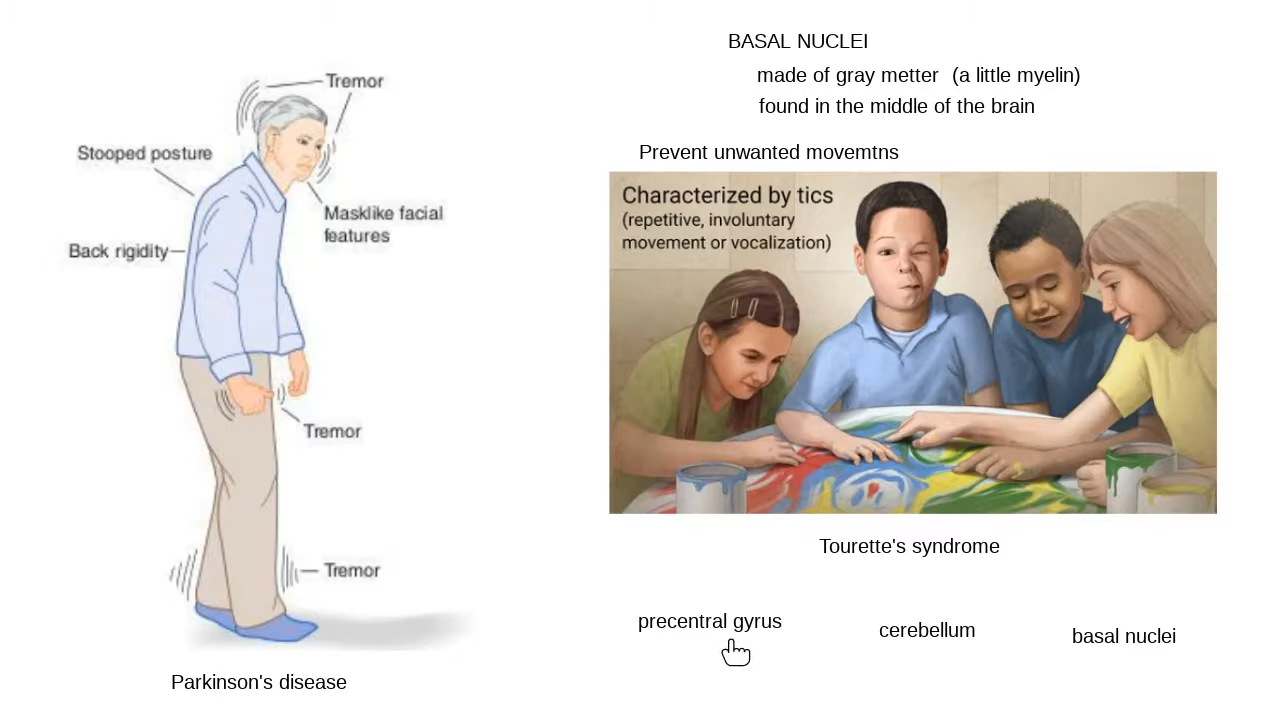 BASAL NUCLEI
made of gray metter (a little myelin)
found in the middle of the brain
Prevent unwanted movemtns
Tremor
Stooped posture
Masklike facial
features
Back rigidity
Tremor
Tremor
Parkinson's disease
Characterized by tics
(repetitive, involuntary
movement or vocalization)
Tourette's syndrome
precentral gyrus
cerebellum
basal nuclei